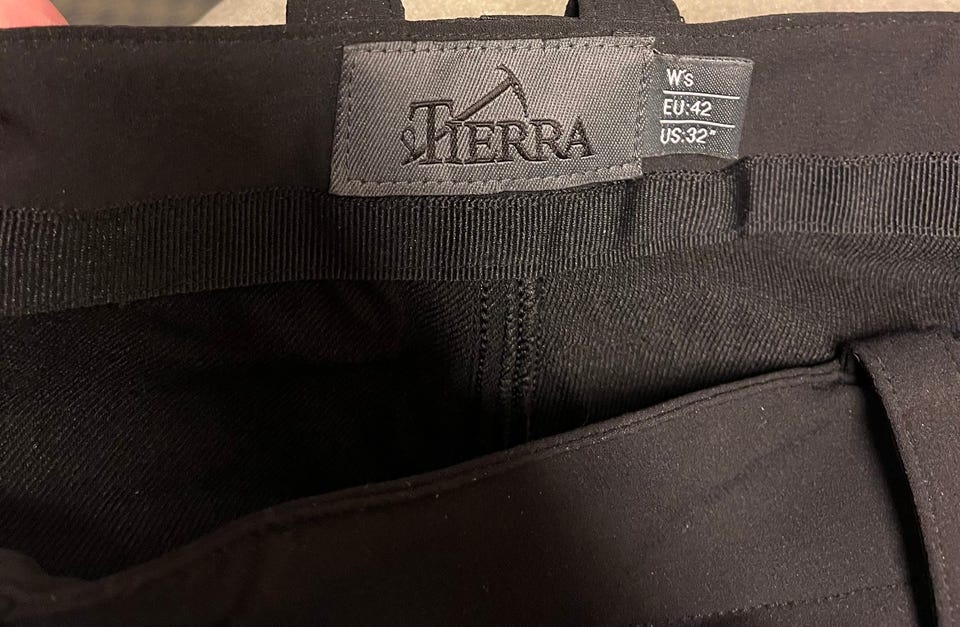 TIERRA
W's
EU:42
US:32"